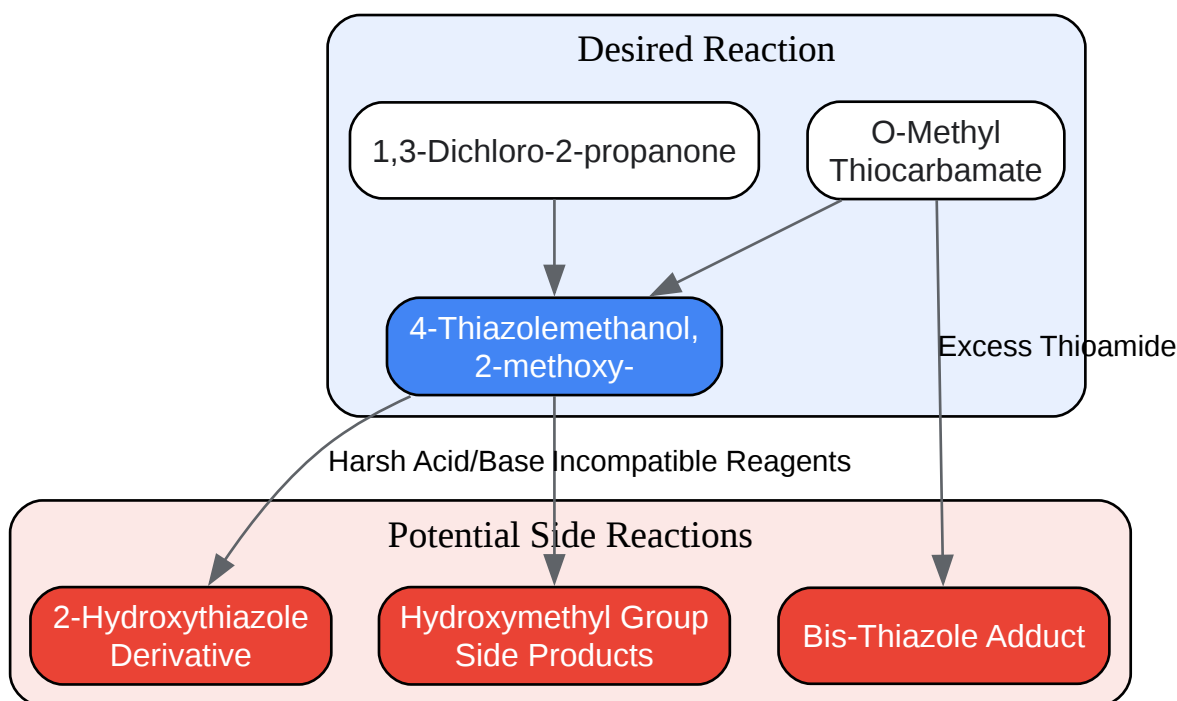 Desired Reaction
1,3-Dichloro-2-propanone
O-Methyl
Thiocarbamate
4-Thiazolemethanol,
2-methoxy-
Excess Thioamide
Harsh Acid/Base
Incompatible Reagents
Potential Side Reactions
2-Hydroxythiazole
Derivative
Hydroxymethyl Group
Side Products
Bis-Thiazole Adduct